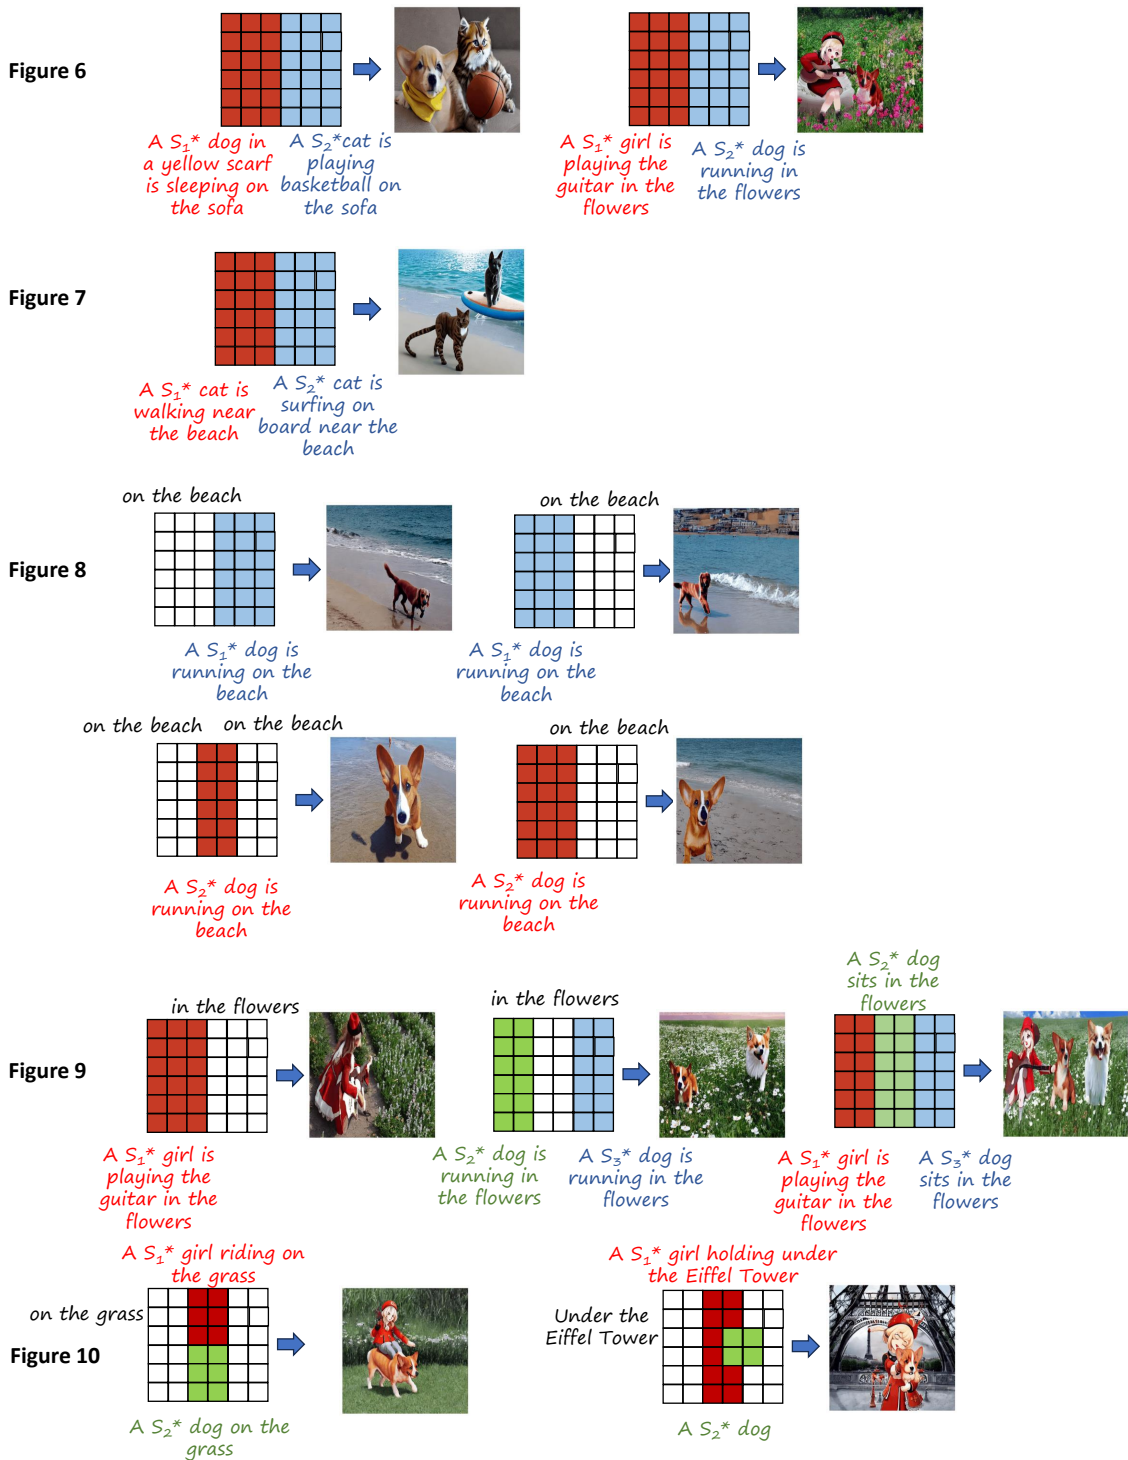 Figure 6
A S₁* dog in
a yellow scarf
is sleeping on
the sofa
A S₂*cat is
playing
basketball on
the sofa
A S₁* girl is
playing the
guitar in the
flowers
A S₂* dog is
running in
the flowers
Figure 7
A S₁* cat is
walking near
the beach
A S₂* cat is
surfing on
board near the
beach
Figure 8
on the beach
A S₁* dog is
running on the
beach
on the beach
A S₁* dog is
running on the
beach
on the beach
on the beach
A S₂* dog is
running on the
beach
on the beach
A S₂* dog is
running on the
beach
Figure 9
in the flowers
A S₁* girl is
playing the
guitar in the
flowers
in the flowers
A S₂* dog is
running in
the flowers
A S₃* dog is
running in the
flowers
A S₂* dog
sits in the
flowers
A S₁* girl is
playing the
guitar in the
flowers
A S₃* dog
sits in the
flowers
Figure 10
A S₁* girl riding on
the grass
on the grass
A S₂* dog on the
grass
A S₁* girl holding under
the Eiffel Tower
Under the
Eiffel Tower
A S₂* dog